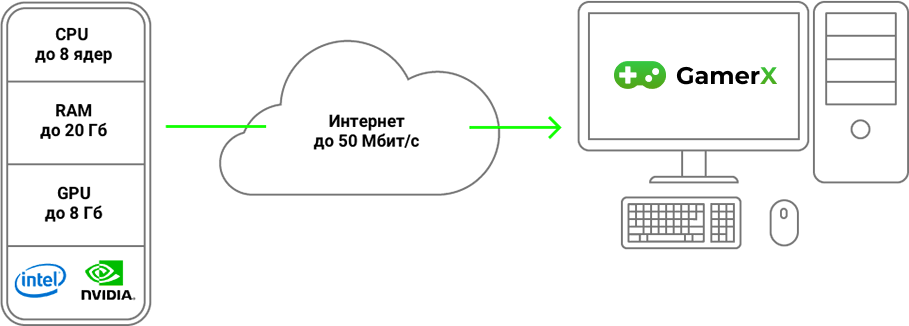 CPU
до 8 ядер
RAM
до 20 Гб
GPU
до 8 Гб
intel
NVIDIA.
Интернет
до 50 Мбит/с
GamerX